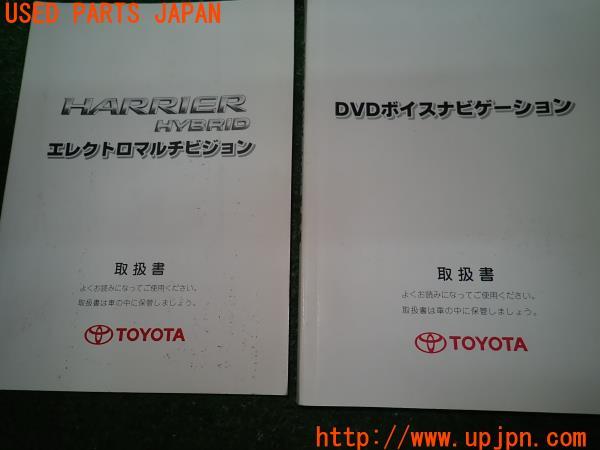 USED PARTS JAPAN
HARRIER
HYBRID
エレクトロマルチビジョン
取扱書
よくお読みになってご使用ください。
取扱書は車の中に保管しましょう。
TOYOTA
DVDボイスナビゲーション
取扱書
よくお読みになってご使用ください。
取扱書は車の中に保管しましょう。
TOYOTA
http://www.upjpn.com